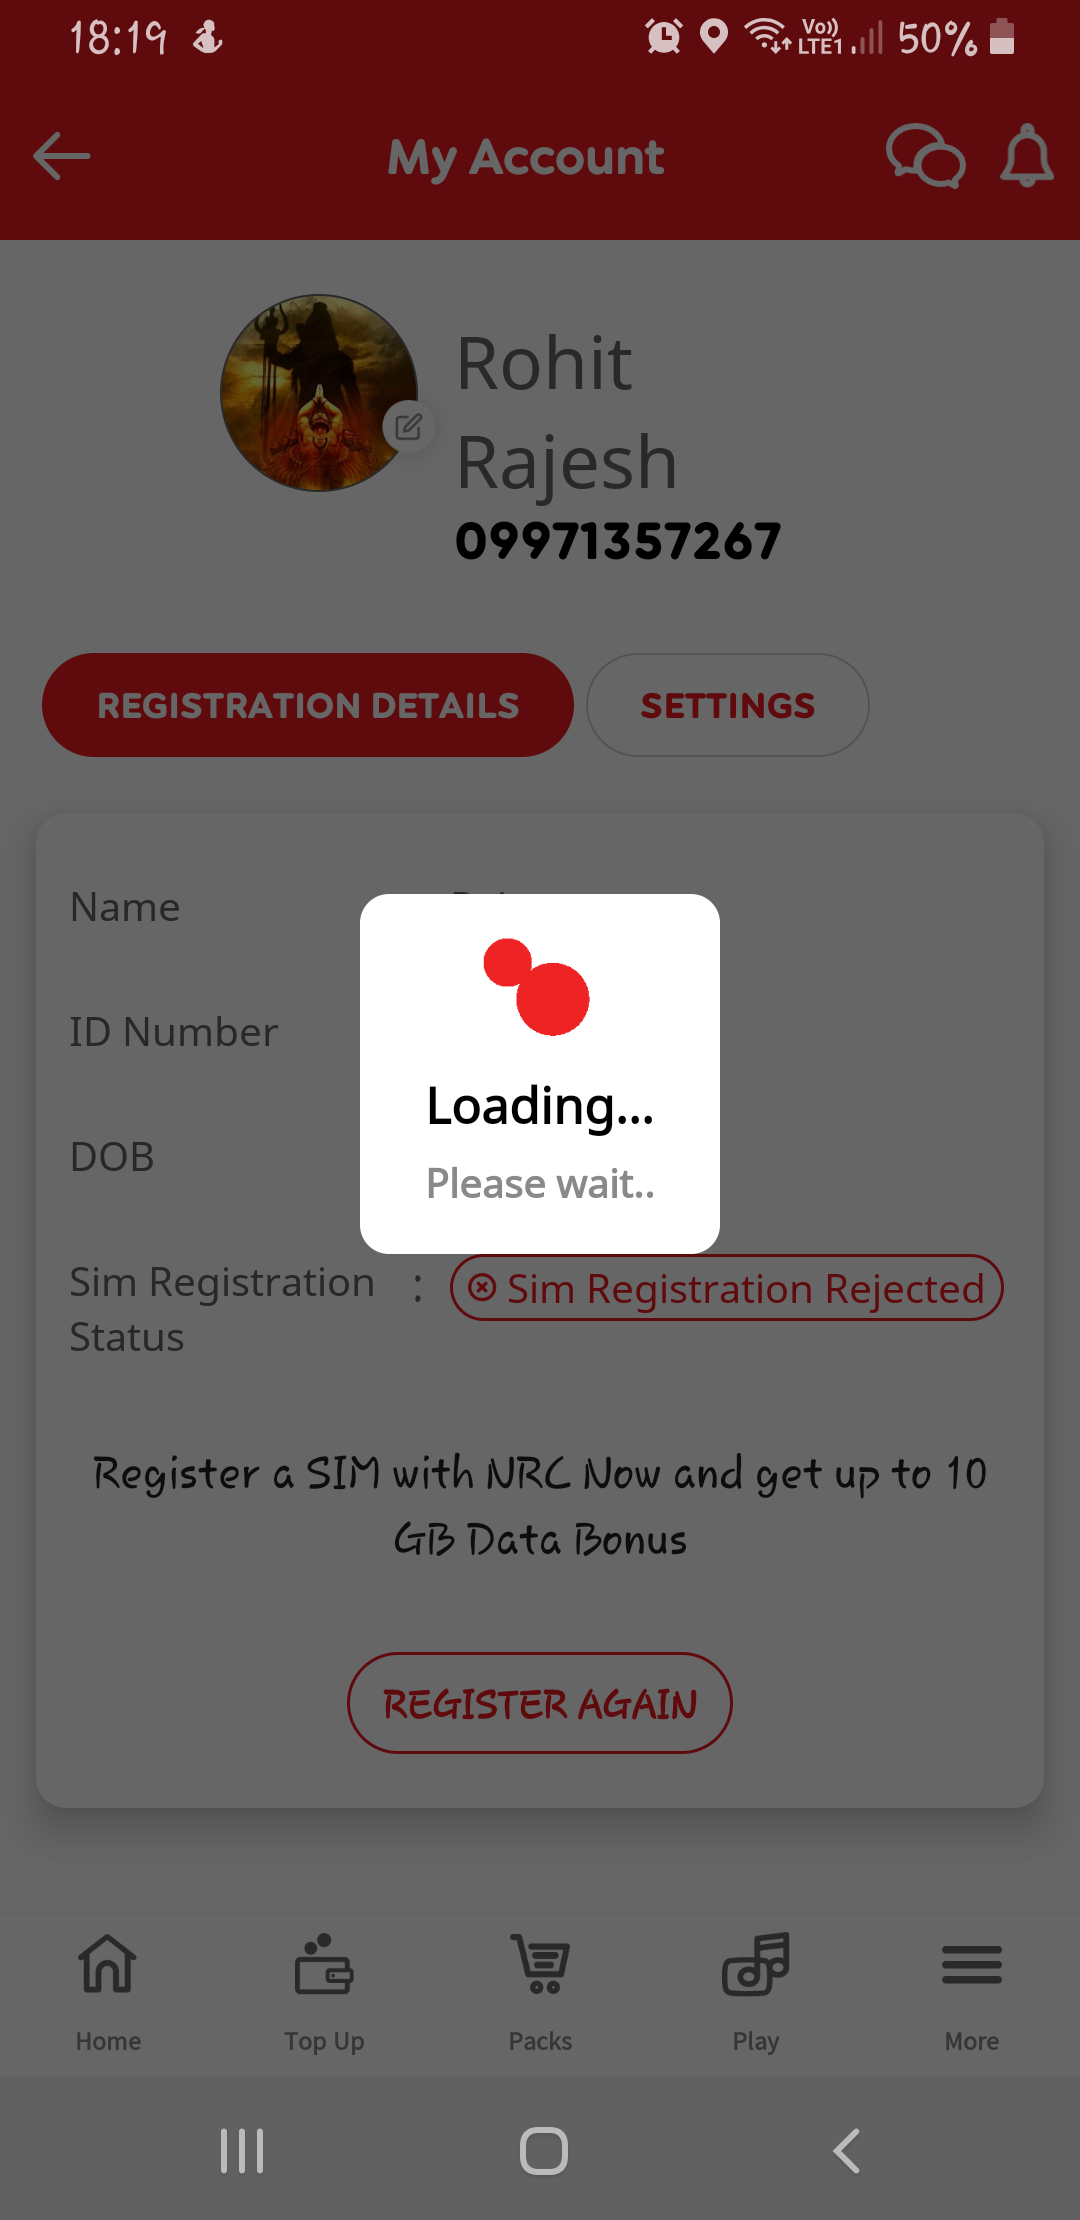 18:19
Vo)) LTE1 50%
My Account
Rohit
Rajesh
09971357267
REGISTRATION DETAILS
SETTINGS
Name
ID Number
DOB
Loading...
Please wait..
Sim Registration : Sim Registration Rejected
Status
Register a SIM with NRC Now and get up to 10
GB Data Bonus
REGISTER AGAIN
Home Top Up Packs Play More